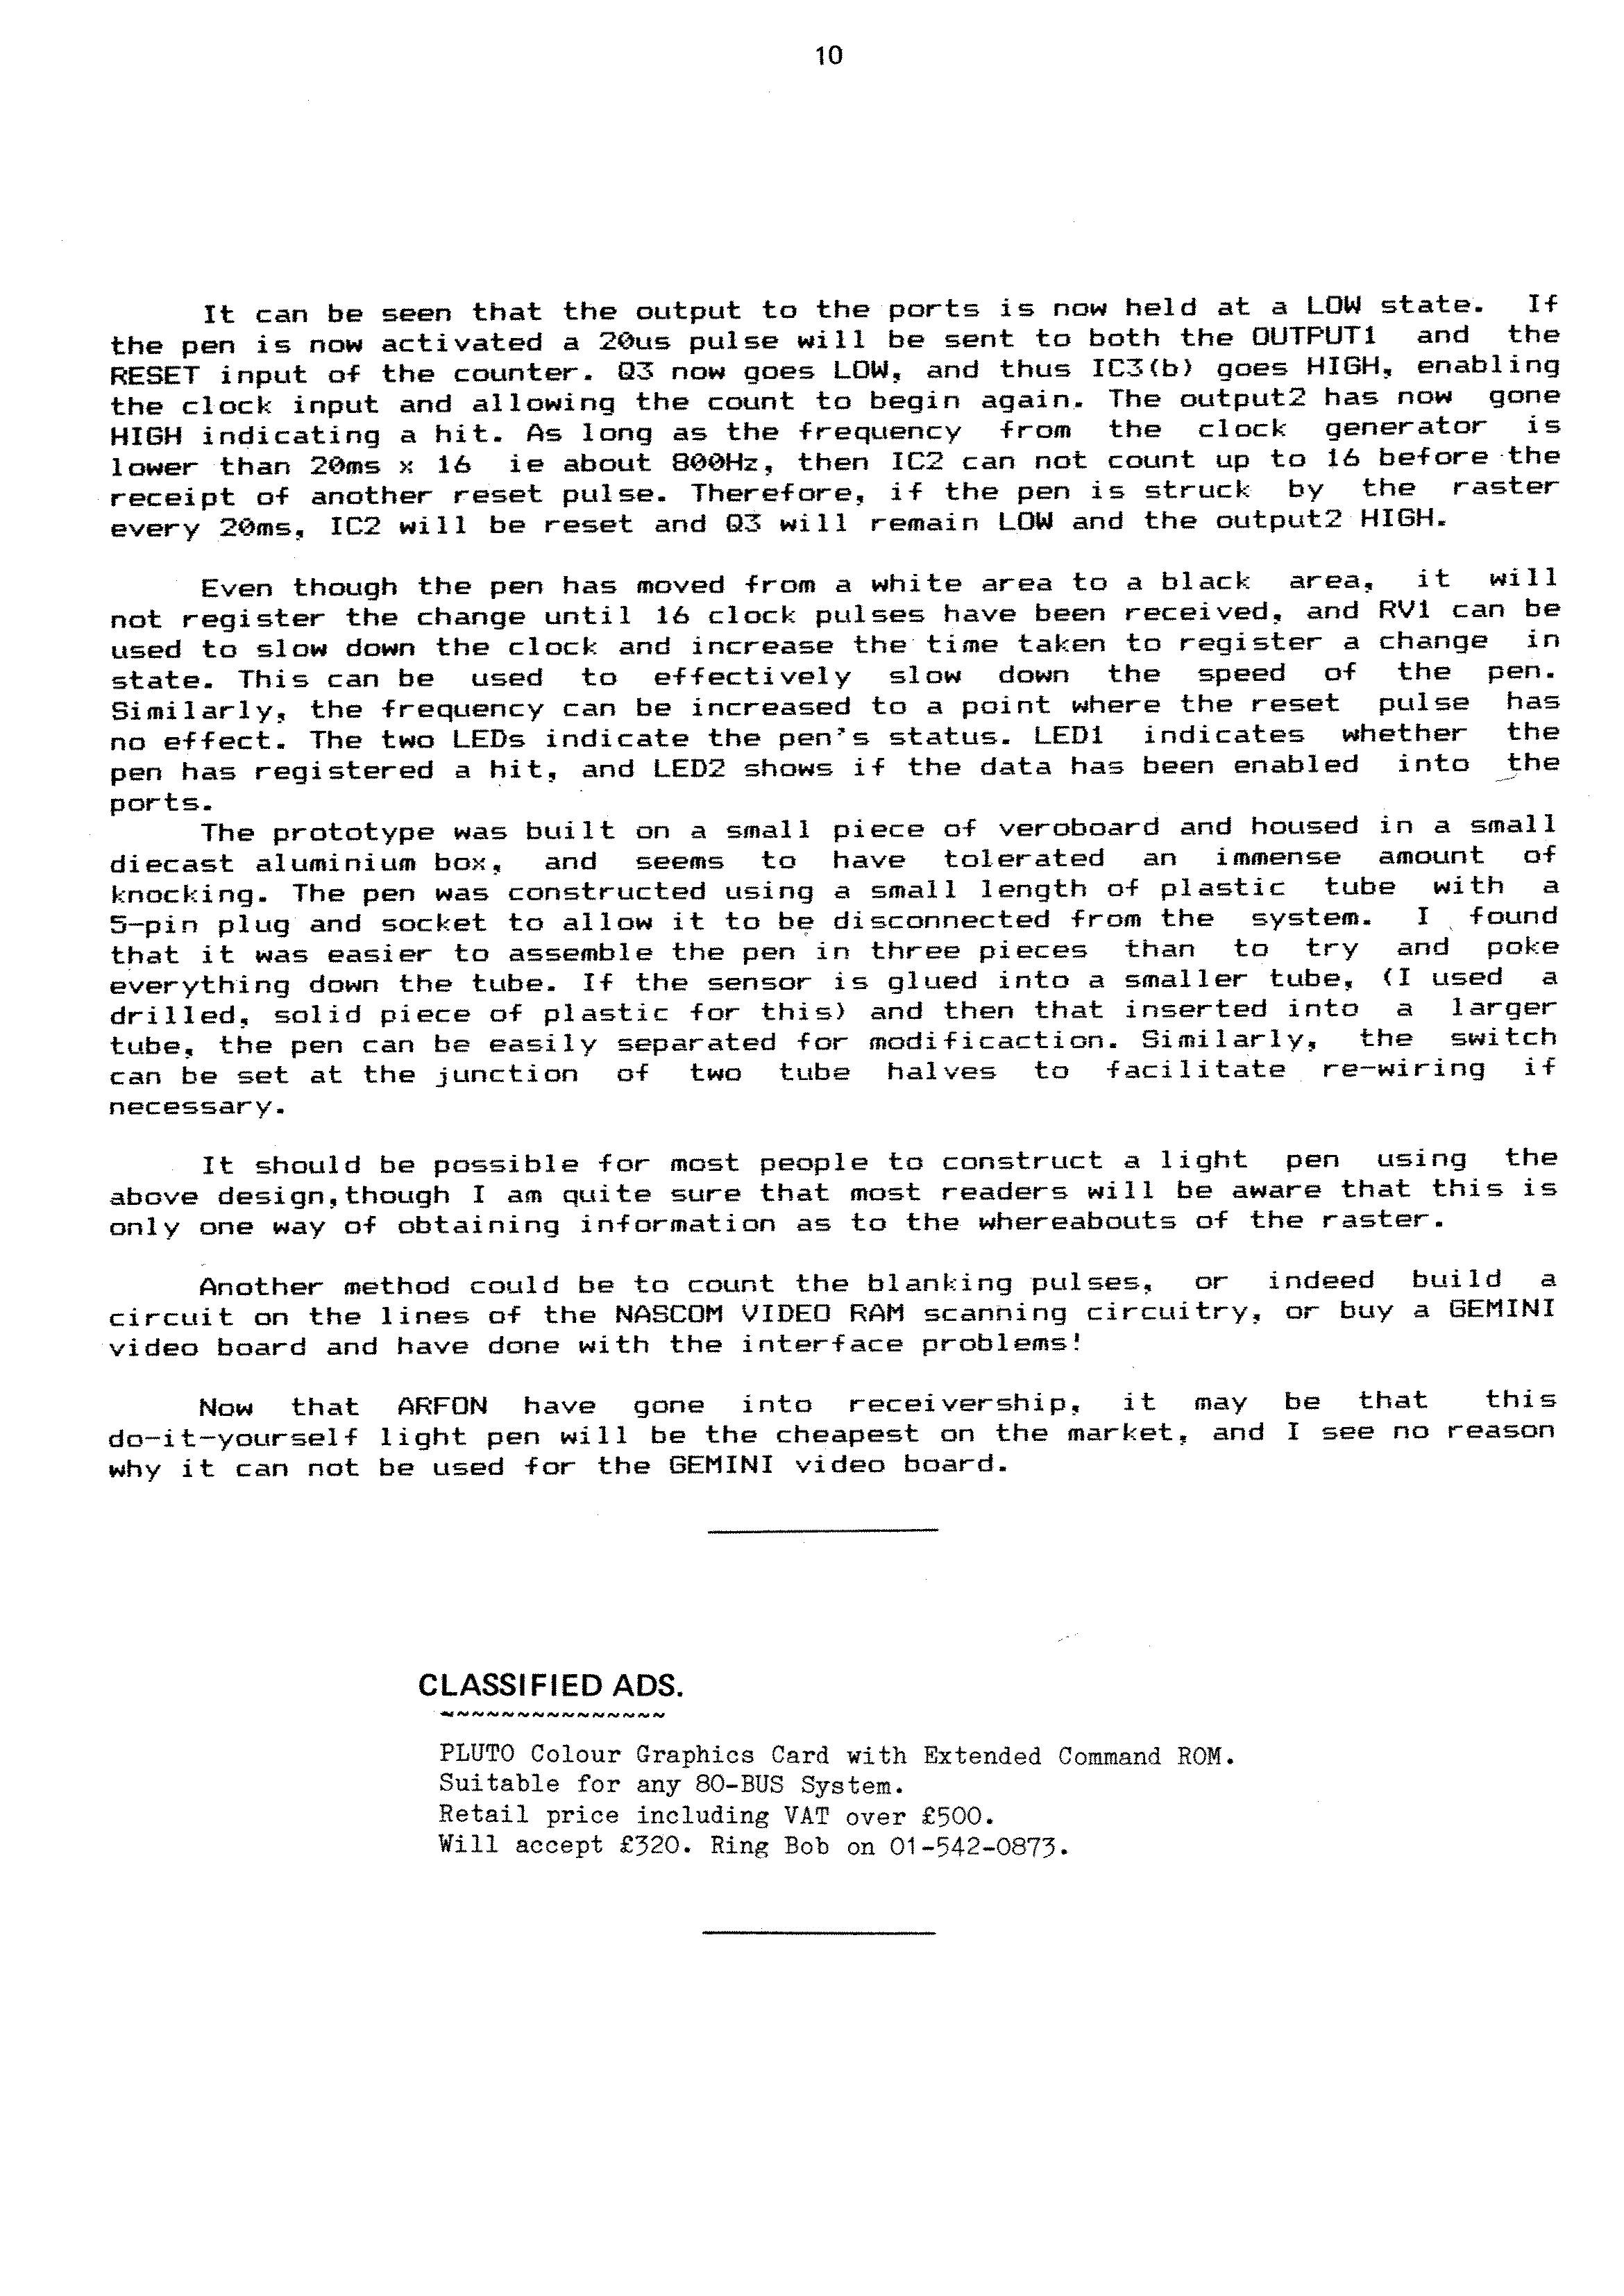 10
It can be seen that the output to the ports is now held at a LOW state. If
the pen is now activated a 20us pulse will be sent to both the OUTPUT1 and the
RESET input of the counter. Q3 now goes LOW, and thus IC3(b) goes HIGH, enabling
the clock input and allowing the count to begin again. The output2 has now gone
HIGH indicating a hit. As long as the frequency from the clock generator is
lower than 20ms x 16 ie about 800Hz, then IC2 can not count up to 16 before the
receipt of another reset pulse. Therefore, if the pen is struck by the raster
every 20ms, IC2 will be reset and Q3 will remain LOW and the output2 HIGH.
Even though the pen has moved from a white area to a black area, it will
not register the change until 16 clock pulses have been received, and RV1 can be
used to slow down the clock and increase the time taken to register a change in
state. This can be used to effectively slow down the speed of the pen.
Similarly, the frequency can be increased to a point where the reset pulse has
no effect. The two LEDs indicate the pen's status. LED1 indicates whether the
pen has registered a hit, and LED2 shows if the data has been enabled into the
ports.
The prototype was built on a small piece of veroboard and housed in a small
diecast aluminium box, and seems to have tolerated an immense amount of
knocking. The pen was constructed using a small length of plastic tube with a
5-pin plug and socket to allow it to be disconnected from the system. I found
that it was easier to assemble the pen in three pieces than to try and poke
everything down the tube. If the sensor is glued into a smaller tube, (I used a
drilled, solid piece of plastic for this) and then that inserted into a larger
tube, the pen can be easily separated for modificaction. Similarly, the switch
can be set at the junction of two tube halves to facilitate re-wiring if
necessary.
It should be possible for most people to construct a light pen using the
above design,though I am quite sure that most readers will be aware that this is
only one way of obtaining information as to the whereabouts of the raster.
Another method could be to count the blanking pulses, or indeed build a
circuit on the lines of the NASCOM VIDEO RAM scanning circuitry, or buy a GEMINI
video board and have done with the interface problems!
Now that ARFON have gone into receivership, it may be that this
do-it-yourself light pen will be the cheapest on the market, and I see no reason
why it can not be used for the GEMINI video board.
CLASSIFIED ADS.
~~~~~~~~~~~~~~~
PLUTO Colour Graphics Card with Extended Command ROM.
Suitable for any 80-BUS System.
Retail price including VAT over £500.
Will accept £320. Ring Bob on 01-542-0873.